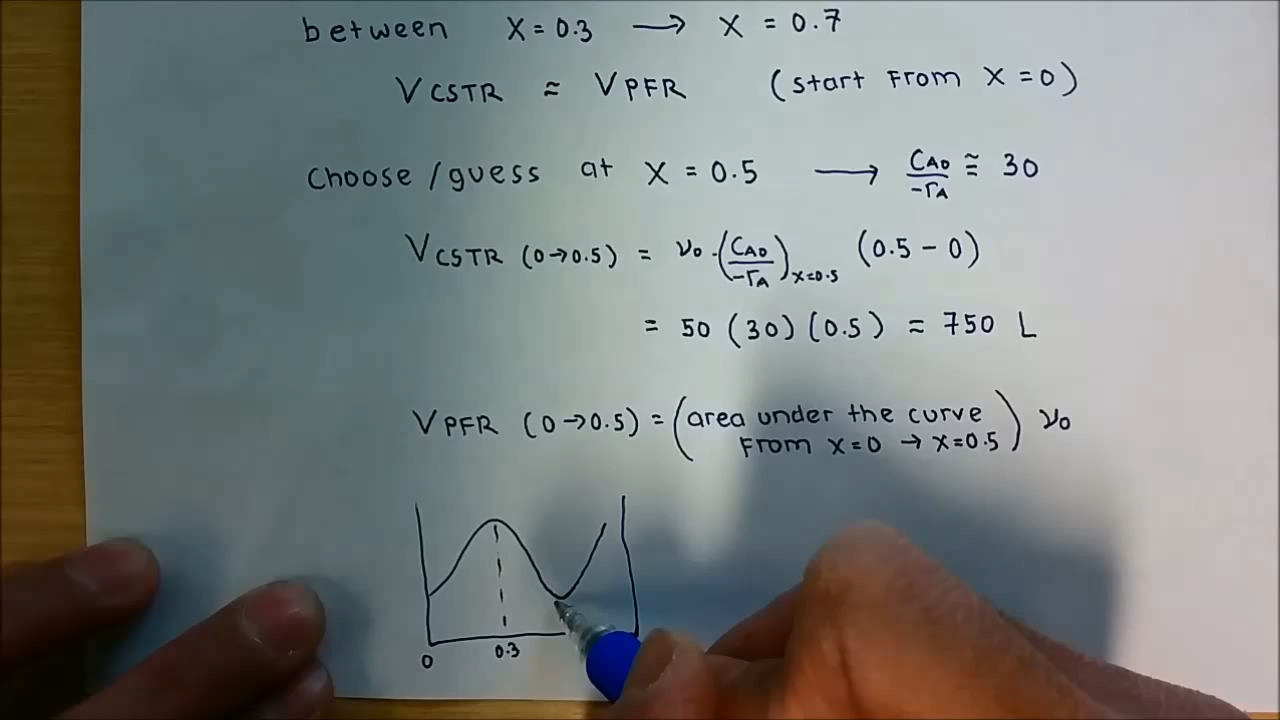 between X = 0.3 → X = 0.7
VCSTR ≈ VPFR (start from X = 0)
Choose/guess at X = 0.5 → CA0/-rA ≅ 30
VCSTR (0→0.5) = ν0 · (CA0/-rA)X=0.5 (0.5 - 0)
= 50 (30) (0.5) ≈ 750 L
VPFR (0→0.5) = (area under the curve from X=0 → X=0.5) ν0
0 0.3